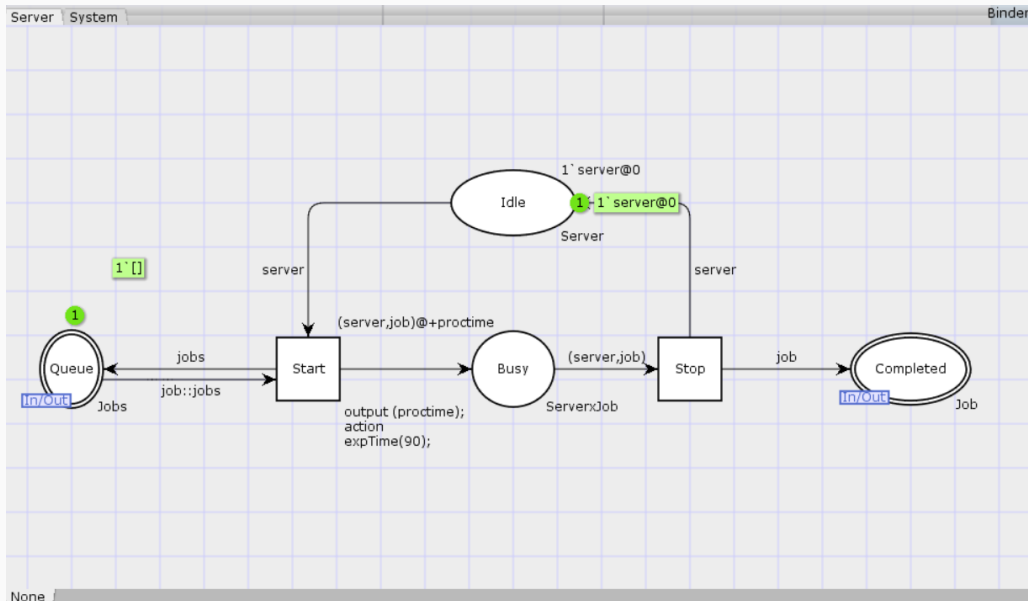 Server System
Binder
1`server@0
Idle
1
1`server@0
Server
1`[]
server
server
1
(server,job)@+proctime
Queue
jobs
job::jobs
Start
Busy
(server,job)
Stop
job
Completed
In/Out
Jobs
ServerxJob
In/Out
Job
output (proctime);
action
expTime(90);
None